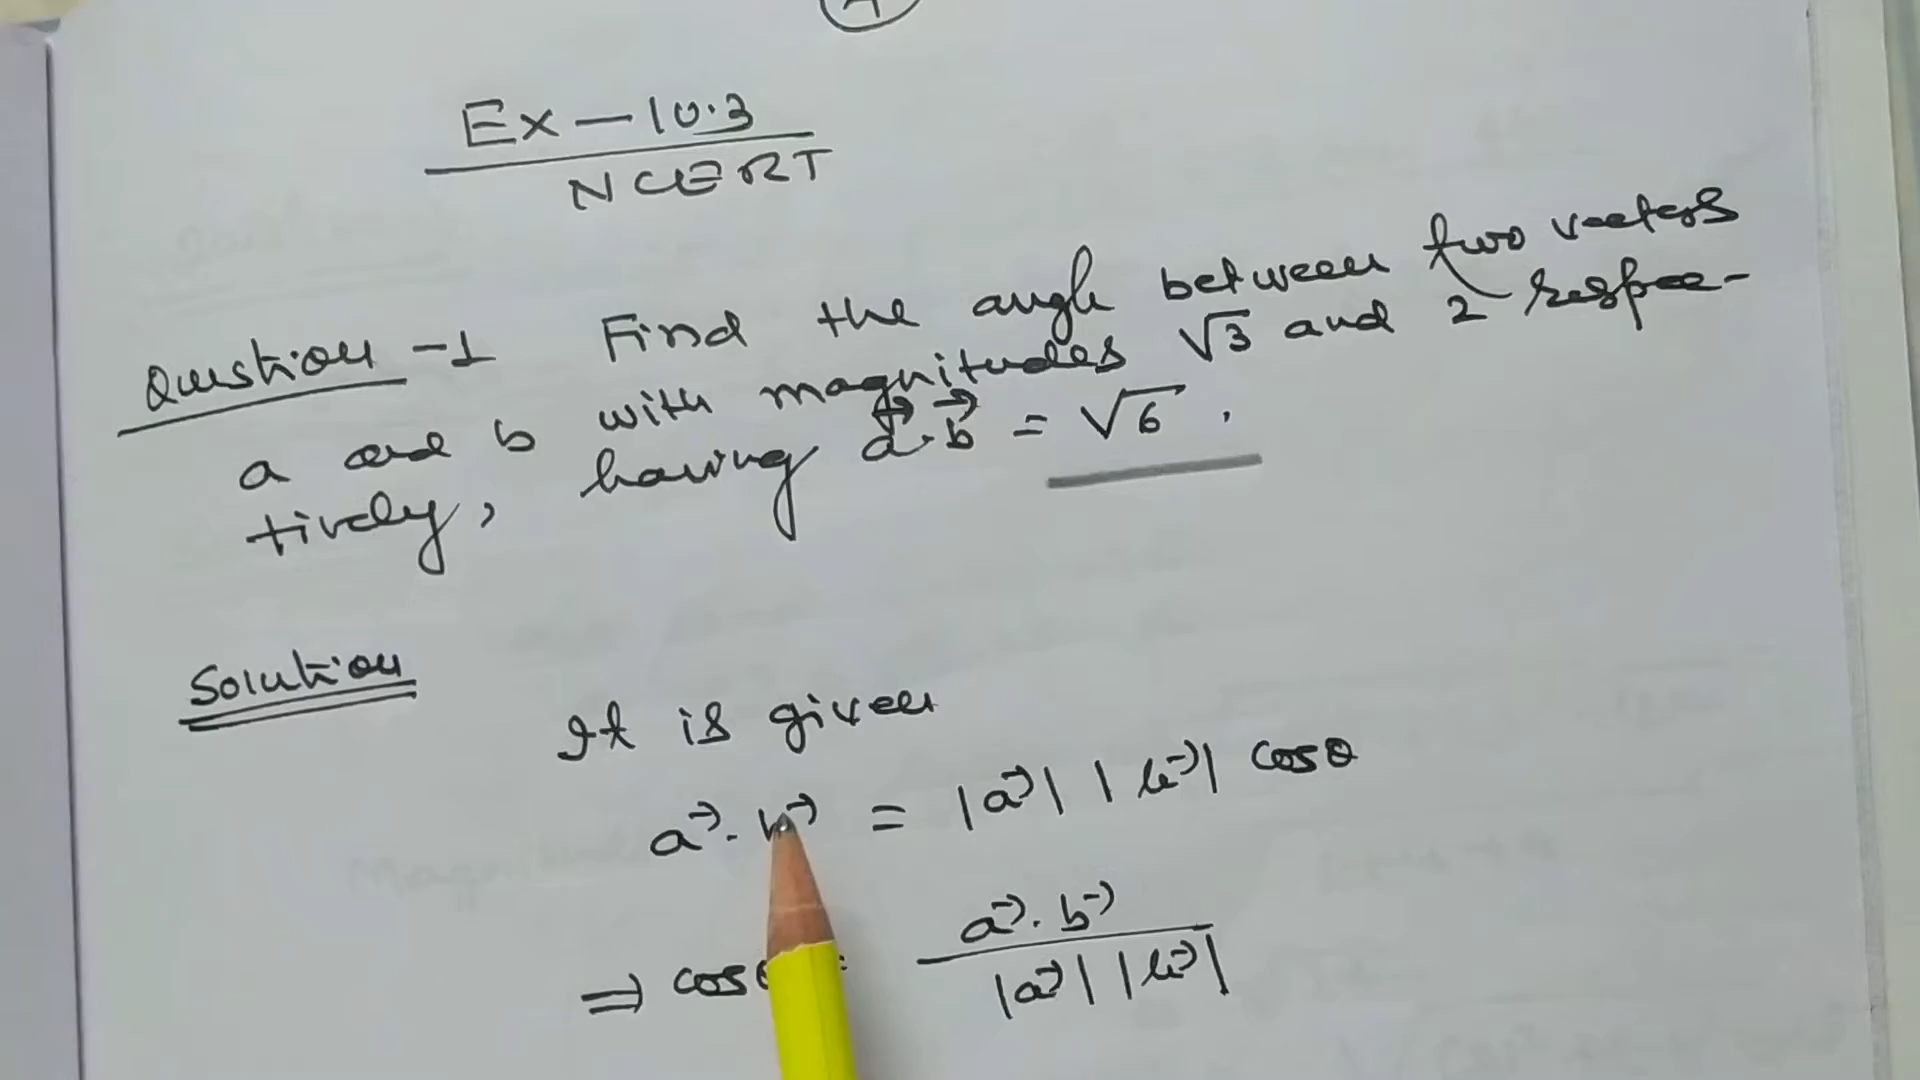 Ex - 10.3
NCERT
Question - 1 Find the angle between two vectors
a and b with magnitudes √3 and 2 respec-
tively, having a⃗ . b⃗ = √6 .
Solution
It is given
a⃗ . b⃗ = |a⃗| |b⃗| cosθ
⇒ cosθ = a⃗ . b⃗ / |a⃗| |b⃗|